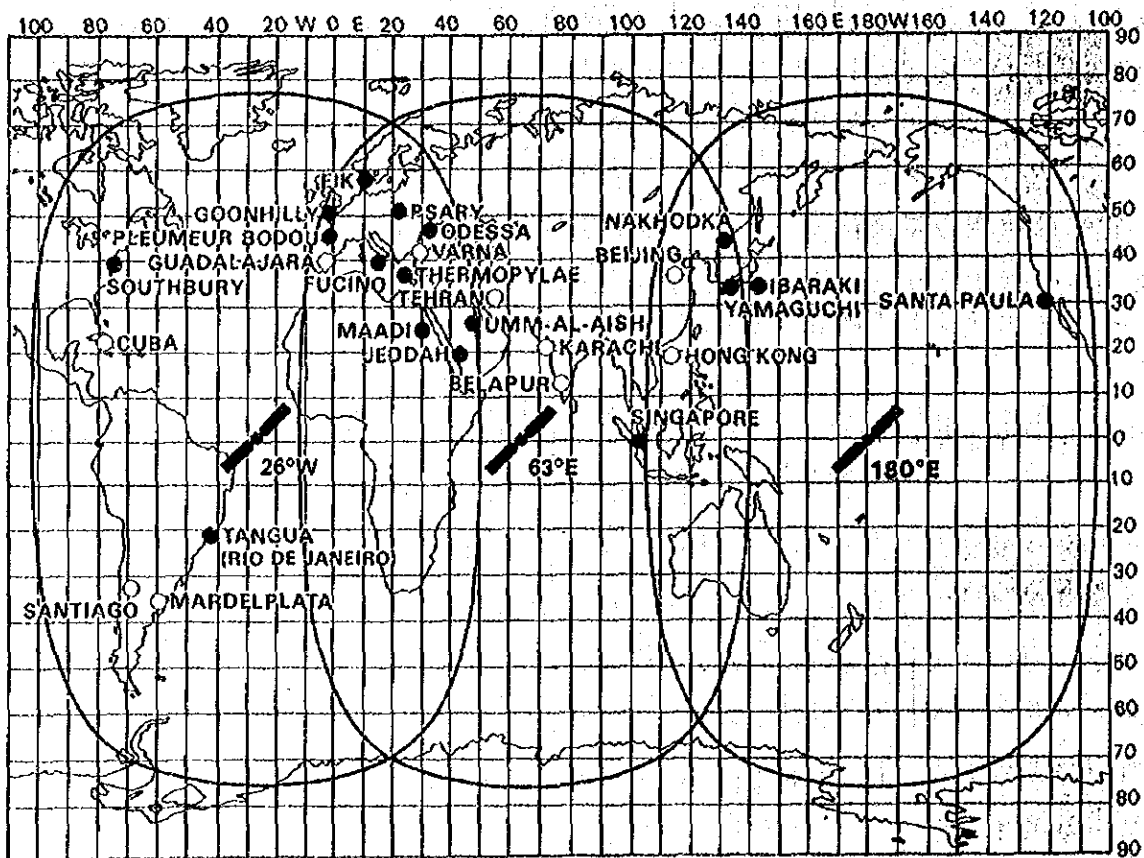 100 80 60 40 20 W 0 E 20 40 60 80 100 120 140 160 E 180 W 160 140 120 100
90
80
70
60
50
40
30
20
10
0
10
20
30
40
50
60
70
80
90
EIK
GOONHILLY
PSARY
PLEUMEUR BODOU
ODESSA
NAKHODKA
VARNA
GUADALAJARA
BEIJING
FUCINO
THERMOPYLAE
SOUTHBURY
TEHRAN
IBARAKI
YAMAGUCHI
SANTA PAULA
MAADI
UMM-AL-AISH
CUBA
JEDDAH
KARACHI
HONG KONG
BELAPUR
SINGAPORE
26°W
63°E
180°E
TANGUA
(RIO DE JANEIRO)
SANTIAGO
MARDELPLATA